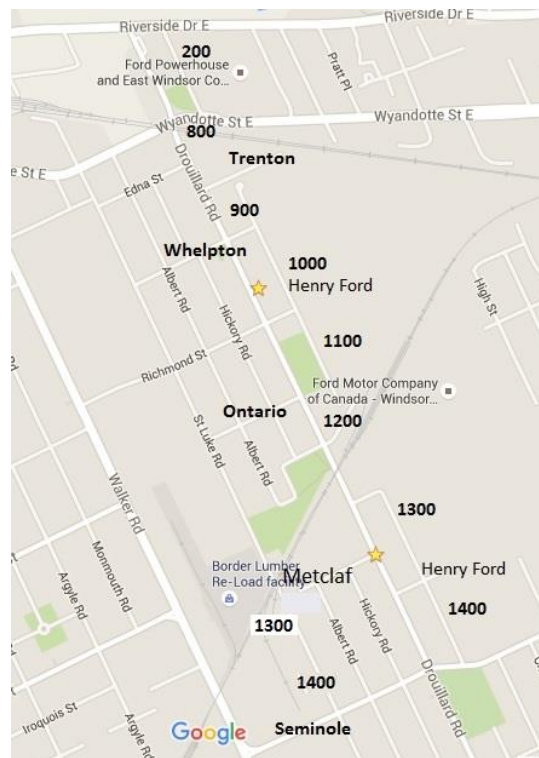 Riverside Dr E
Riverside Dr E
200
Ford Powerhouse
and East Windsor Co...
Pratt Pl
Wyandotte St E
Wyandotte St E
800
e St E
Trenton
Edna St
Drouillard Rd
900
Whelpton
1000
Henry Ford
Albert Rd
Hickory Rd
High St
1100
Richmond St
Ford Motor Company
of Canada - Windsor...
Ontario
1200
St Luke Rd
Albert Rd
Walker Rd
1300
Monmouth Rd
Argyle Rd
Border Lumber
Re-Load facility
Metclaf
Henry Ford
1300
Albert Rd
Hickory Rd
1400
1400
Drouillard Rd
Iroquois St
Argyle Rd
Google
Seminole